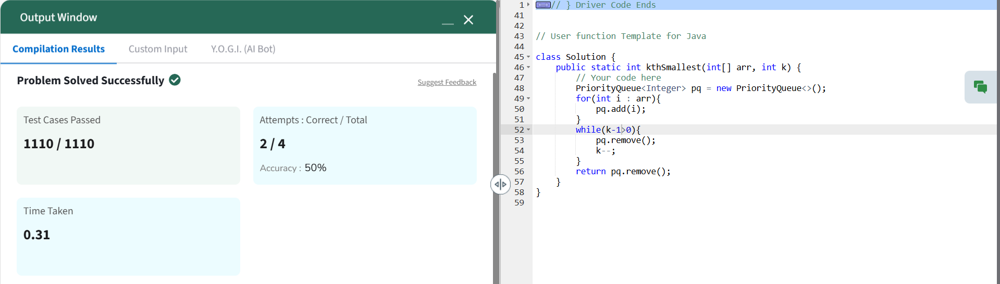 Output Window
Compilation Results
Custom Input
Y.O.G.I. (AI Bot)
Problem Solved Successfully
Suggest Feedback
Test Cases Passed
1110 / 1110
Attempts : Correct / Total
2 / 4
Accuracy : 50%
Time Taken
0.31
1 // } Driver Code Ends
41
42
43 // User function Template for Java
44
45 class Solution {
46 public static int kthSmallest(int[] arr, int k) {
47 // Your code here
48 PriorityQueue<Integer> pq = new PriorityQueue<>();
49 for(int i : arr){
50 pq.add(i);
51 }
52 while(k-1>0){
53 pq.remove();
54 k--;
55 }
56 return pq.remove();
57 }
58 }
59